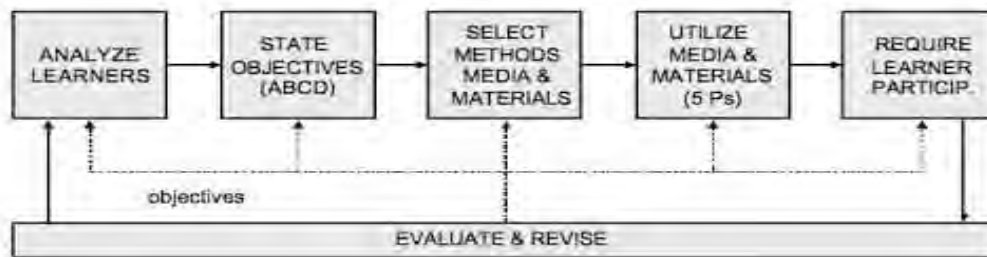 ANALYZE
LEARNERS
STATE
OBJECTIVES
(ABCD)
SELECT
METHODS
MEDIA &
MATERIALS
UTILIZE
MEDIA &
MATERIALS
(5 Ps)
REQUIRE
LEARNER
PARTICIP.
objectives
EVALUATE & REVISE